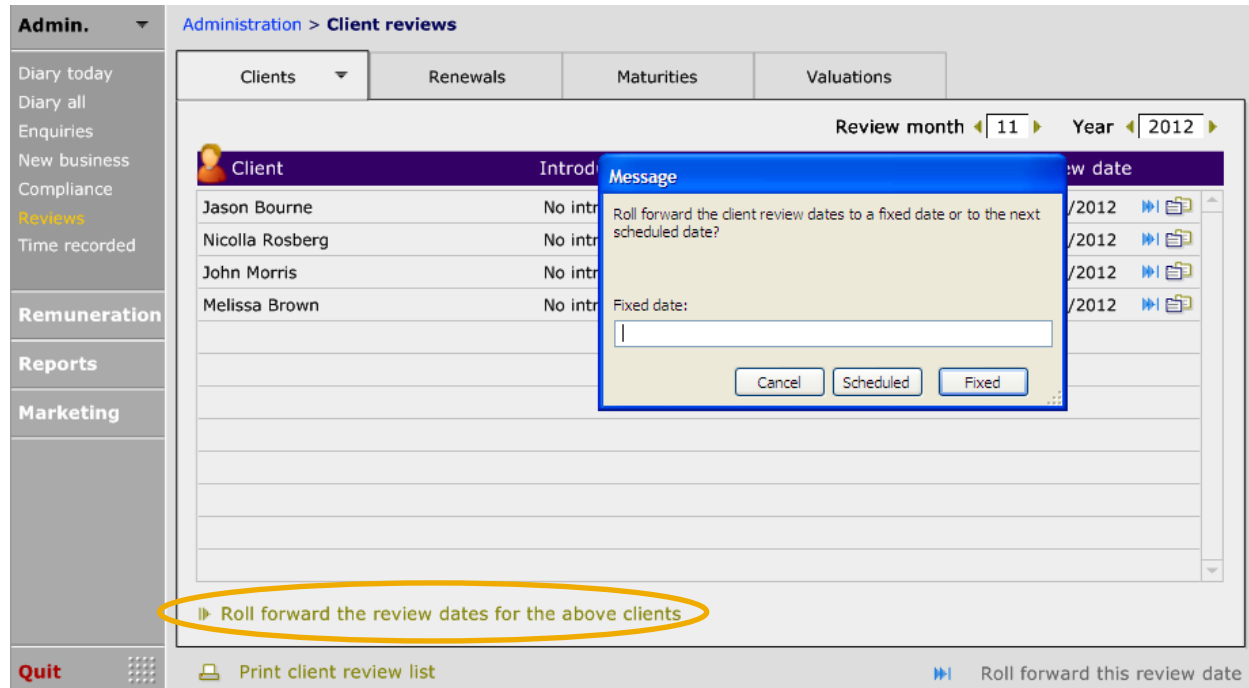 Admin.
Administration > Client reviews
Diary today
Diary all
Enquiries
New business
Compliance
Reviews
Time recorded
Remuneration
Reports
Marketing
Quit
Clients
Renewals
Maturities
Valuations
Review month 11 Year 2012
Client Introd ew date
Jason Bourne No intr /2012
Nicolla Rosberg No intr /2012
John Morris No intr /2012
Melissa Brown No intr /2012
Message
Roll forward the client review dates to a fixed date or to the next
scheduled date?
Fixed date:
Cancel Scheduled Fixed
Roll forward the review dates for the above clients
Print client review list
Roll forward this review date